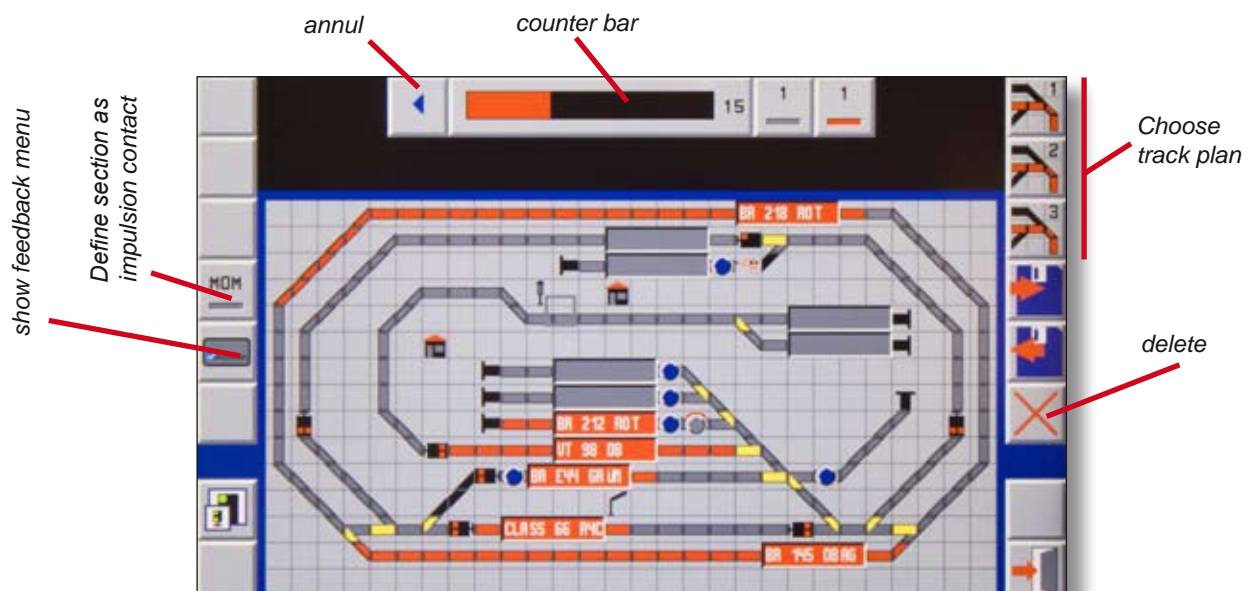 annul
counter bar
show feedback menu
Define section as
impulsion contact
Choose
track plan
delete
15
1
1
1
2
3
MOM
BR 218 ROT
BR 212 ROT
VT 98 DB
BR E44 GRUN
CLASS 66 R4C
BR 145 DBAG